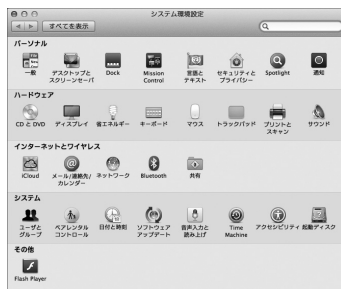 システム環境設定
すべてを表示
パーソナル
一般
デスクトップと
スクリーンセーバ
Dock
Mission
Control
言語と
テキスト
セキュリティと
プライバシー
Spotlight
通知
ハードウェア
CD と DVD
ディスプレイ
省エネルギー
キーボード
マウス
トラックパッド
プリントと
スキャン
サウンド
インターネットとワイヤレス
iCloud
メール/連絡先/
カレンダー
ネットワーク
Bluetooth
共有
システム
ユーザと
グループ
ペアレンタル
コントロール
日付と時刻
ソフトウェア
アップデート
音声入力と
読み上げ
Time
Machine
アクセシビリティ
起動ディスク
その他
Flash Player